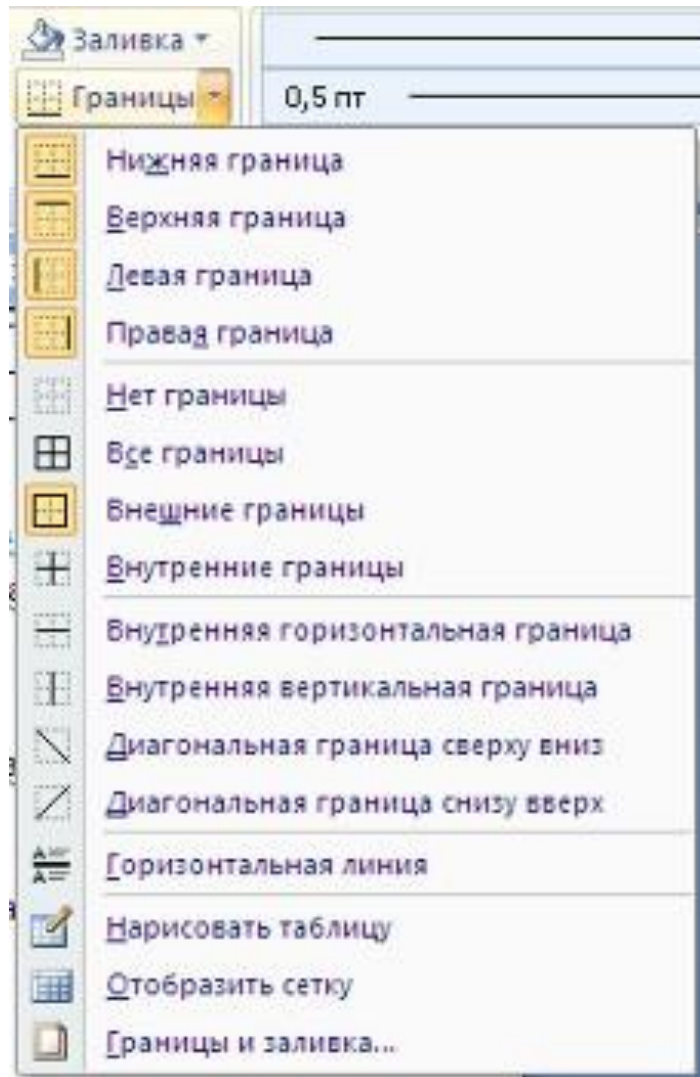 Заливка
Границы
0,5 пт
Нижняя граница
Верхняя граница
Левая граница
Правая граница
Нет границы
Все границы
Внешние границы
Внутренние границы
Внутренняя горизонтальная граница
Внутренняя вертикальная граница
Диагональная граница сверху вниз
Диагональная граница снизу вверх
Горизонтальная линия
Нарисовать таблицу
Отобразить сетку
Границы и заливка...